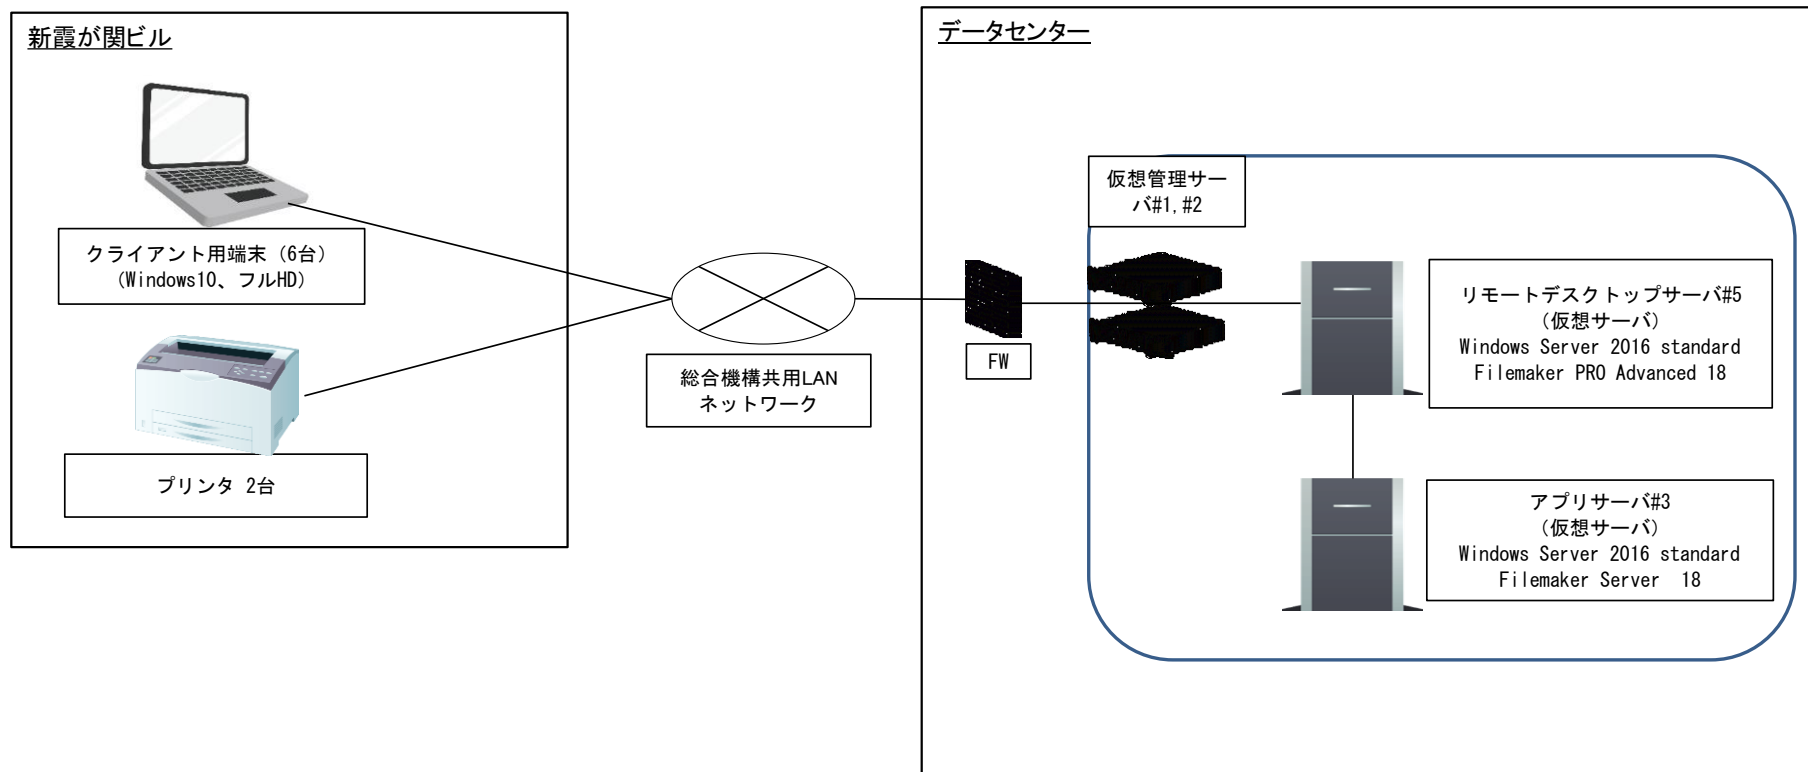 新霞が関ビル
クライアント用端末（6台）
（Windows10、フルHD）
プリンタ 2台
総合機構共用LAN
ネットワーク
データセンター
FW
仮想管理サー
バ#1,#2
リモートデスクトップサーバ#5
（仮想サーバ）
Windows Server 2016 standard
Filemaker PRO Advanced 18
アプリサーバ#3
（仮想サーバ）
Windows Server 2016 standard
Filemaker Server 18